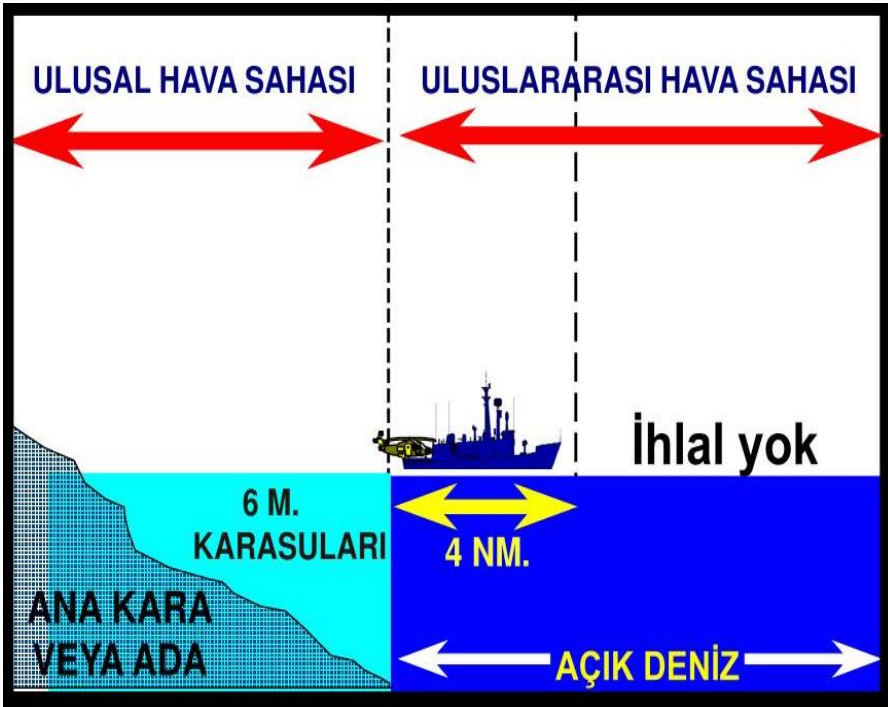 ULUSAL HAVA SAHASI
ULUSLARARASI HAVA SAHASI
İhlal yok
6 M.
KARASULARI
4 NM.
ANA KARA
VEYA ADA
AÇIK DENİZ